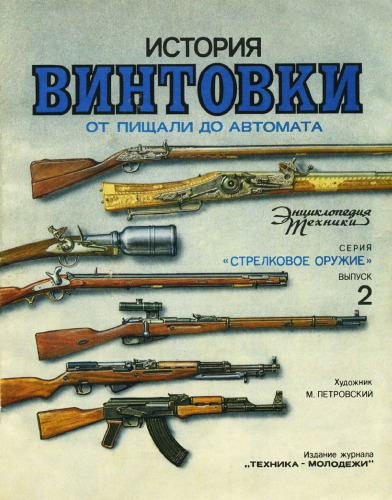 ИСТОРИЯ
ВИНТОВКИ
ОТ ПИЩАЛИ ДО АВТОМАТА
Энциклопедия
Техники
СЕРИЯ
«СТРЕЛКОВОЕ ОРУЖИЕ»
ВЫПУСК
2
Художник
М. ПЕТРОВСКИЙ
Издание журнала
„ТЕХНИКА - МОЛОДЕЖИ"